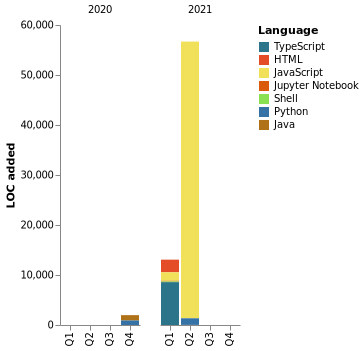 2020 2021
Language
60,000
50,000
40,000
30,000
20,000
10,000
0
LOC added
TypeScript
HTML
JavaScript
Jupyter Notebook
Shell
Python
Java
Q1 Q2 Q3 Q4 Q1 Q2 Q3 Q4